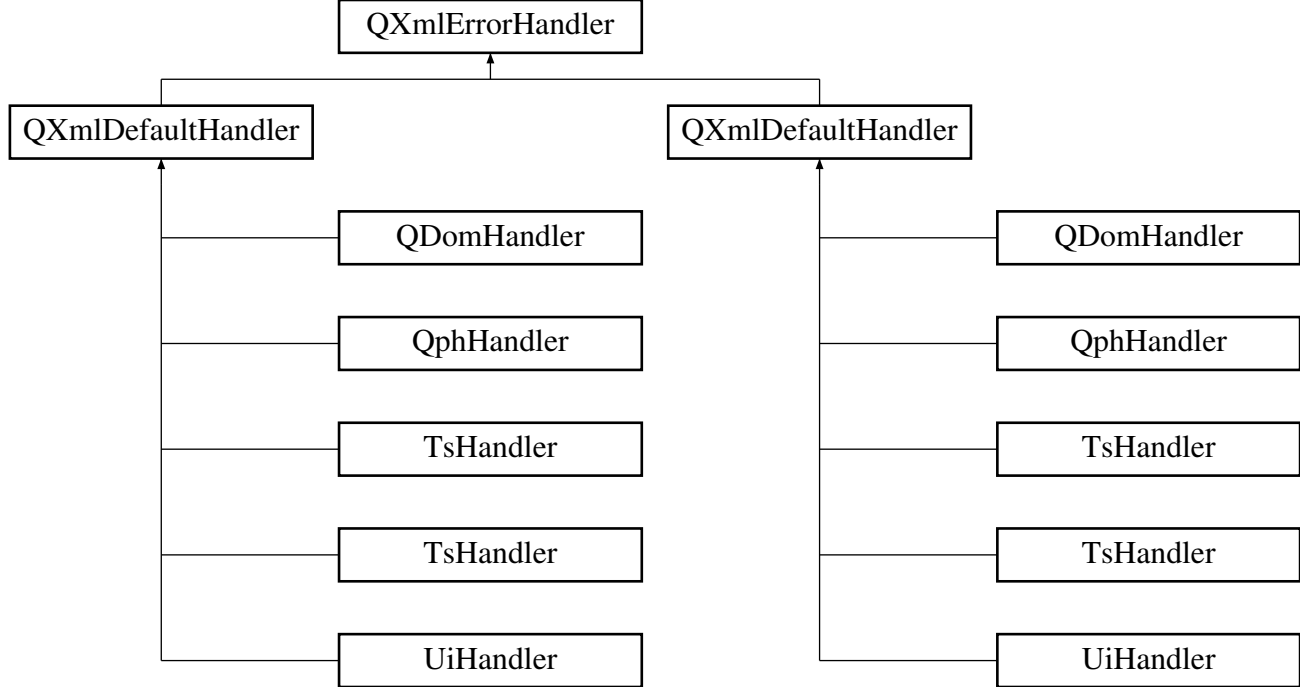 QXmlErrorHandler
QXmlDefaultHandler
QXmlDefaultHandler
QDomHandler
QDomHandler
QphHandler
QphHandler
TsHandler
TsHandler
TsHandler
TsHandler
UiHandler
UiHandler